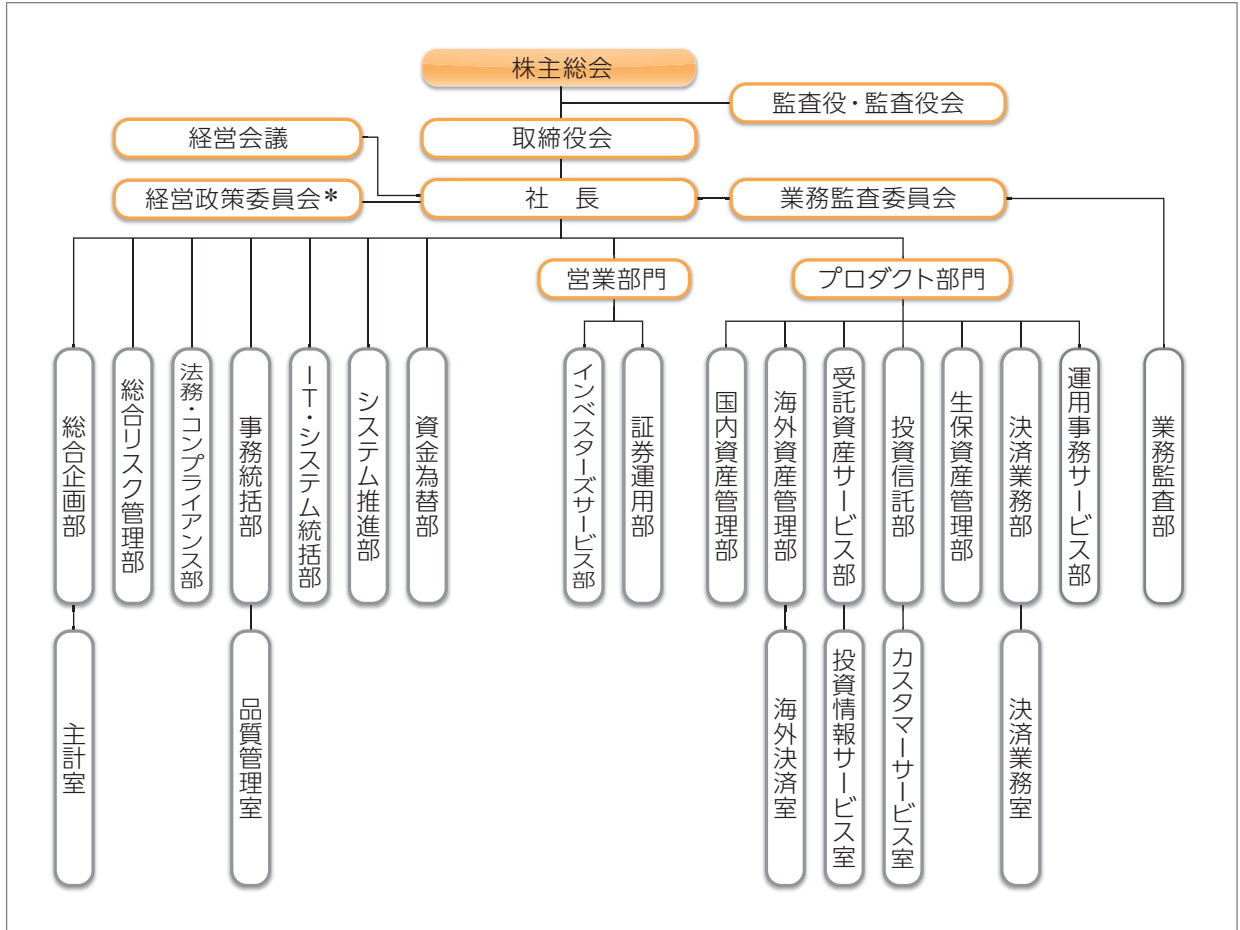 株主総会
監査役・監査役会
経営会議
取締役会
経営政策委員会*
社　長
業務監査委員会
営業部門
プロダクト部門
総合企画部
総合リスク管理部
法務・コンプライアンス部
事務統括部
IT・システム統括部
システム推進部
資金為替部
インベスターズサービス部
証券運用部
国内資産管理部
海外資産管理部
受託資産サービス部
投資信託部
生保資産管理部
決済業務部
運用事務サービス部
業務監査部
主計室
品質管理室
海外決済室
投資情報サービス室
カスタマーサービス室
決済業務室